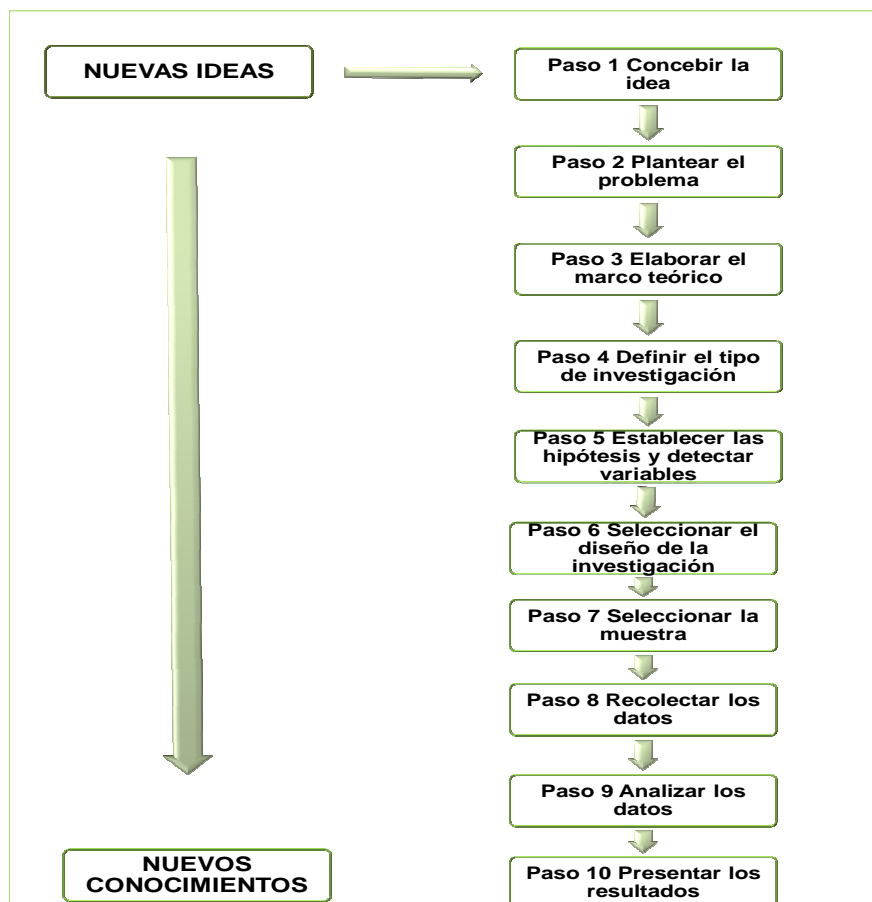 NUEVAS IDEAS
Paso 1 Concebir la
idea
Paso 2 Plantear el
problema
Paso 3 Elaborar el
marco teórico
Paso 4 Definir el tipo
de investigación
Paso 5 Establecer las
hipótesis y detectar
variables
Paso 6 Seleccionar el
diseño de la
investigación
Paso 7 Seleccionar la
muestra
Paso 8 Recolectar los
datos
Paso 9 Analizar los
datos
NUEVOS
CONOCIMIENTOS
Paso 10 Presentar los
resultados